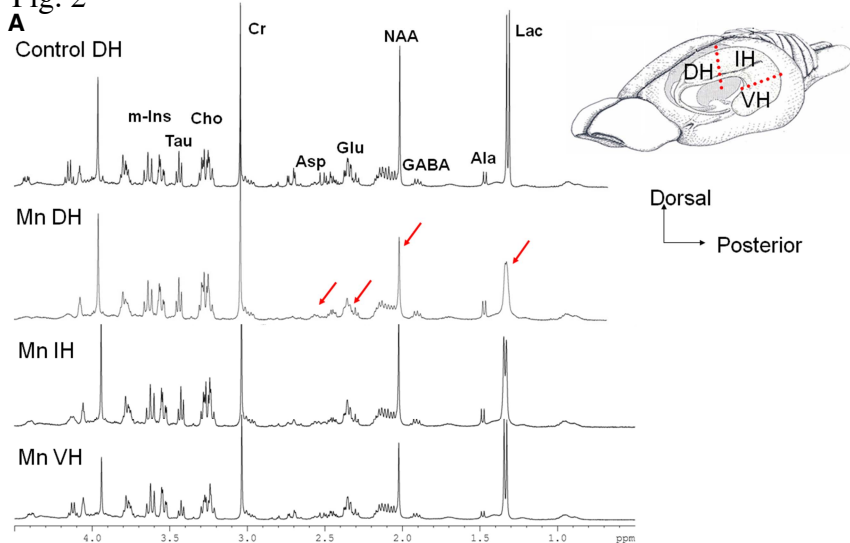 Fig. 2
A
Control DH
m-Ins
Tau
Cho
Cr
Asp
Glu
NAA
GABA
Ala
Lac
DH
IH
VH
Dorsal
Posterior
Mn DH
Mn IH
Mn VH
4.0 3.5 3.0 2.5 2.0 1.5 1.0 ppm